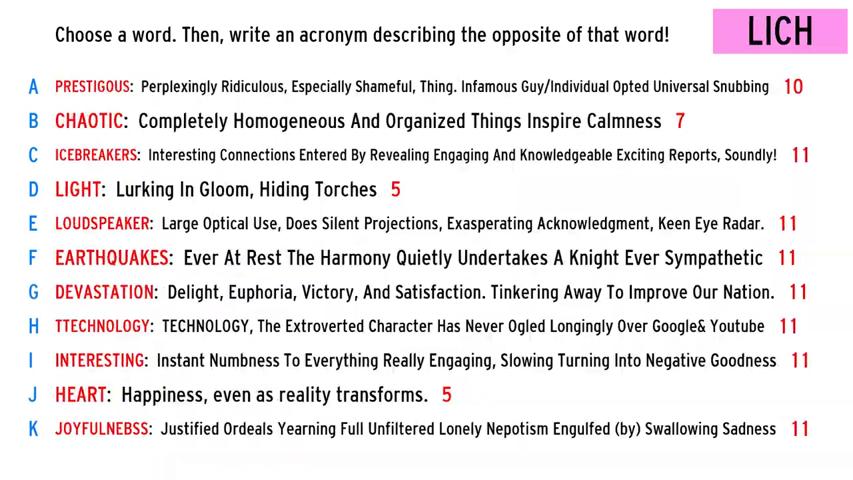 Choose a word. Then, write an acronym describing the opposite of that word!
LICH
A PRESTIGOUS: Perplexingly Ridiculous, Especially Shameful, Thing. Infamous Guy/Individual Opted Universal Snubbing 10
B CHAOTIC: Completely Homogeneous And Organized Things Inspire Calmness 7
C ICEBREAKERS: Interesting Connections Entered By Revealing Engaging And Knowledgeable Exciting Reports, Soundly! 11
D LIGHT: Lurking In Gloom, Hiding Torches 5
E LOUDSPEAKER: Large Optical Use, Does Silent Projections, Exasperating Acknowledgment, Keen Eye Radar. 11
F EARTHQUAKES: Ever At Rest The Harmony Quietly Undertakes A Knight Ever Sympathetic 11
G DEVASTATION: Delight, Euphoria, Victory, And Satisfaction. Tinkering Away To Improve Our Nation. 11
H TTECHNOLOGY: TECHNOLOGY, The Extroverted Character Has Never Ogled Longingly Over Google& Youtube 11
I INTERESTING: Instant Numbness To Everything Really Engaging, Slowing Turning Into Negative Goodness 11
J HEART: Happiness, even as reality transforms. 5
K JOYFULNEBSS: Justified Ordeals Yearning Full Unfiltered Lonely Nepotism Engulfed (by) Swallowing Sadness 11